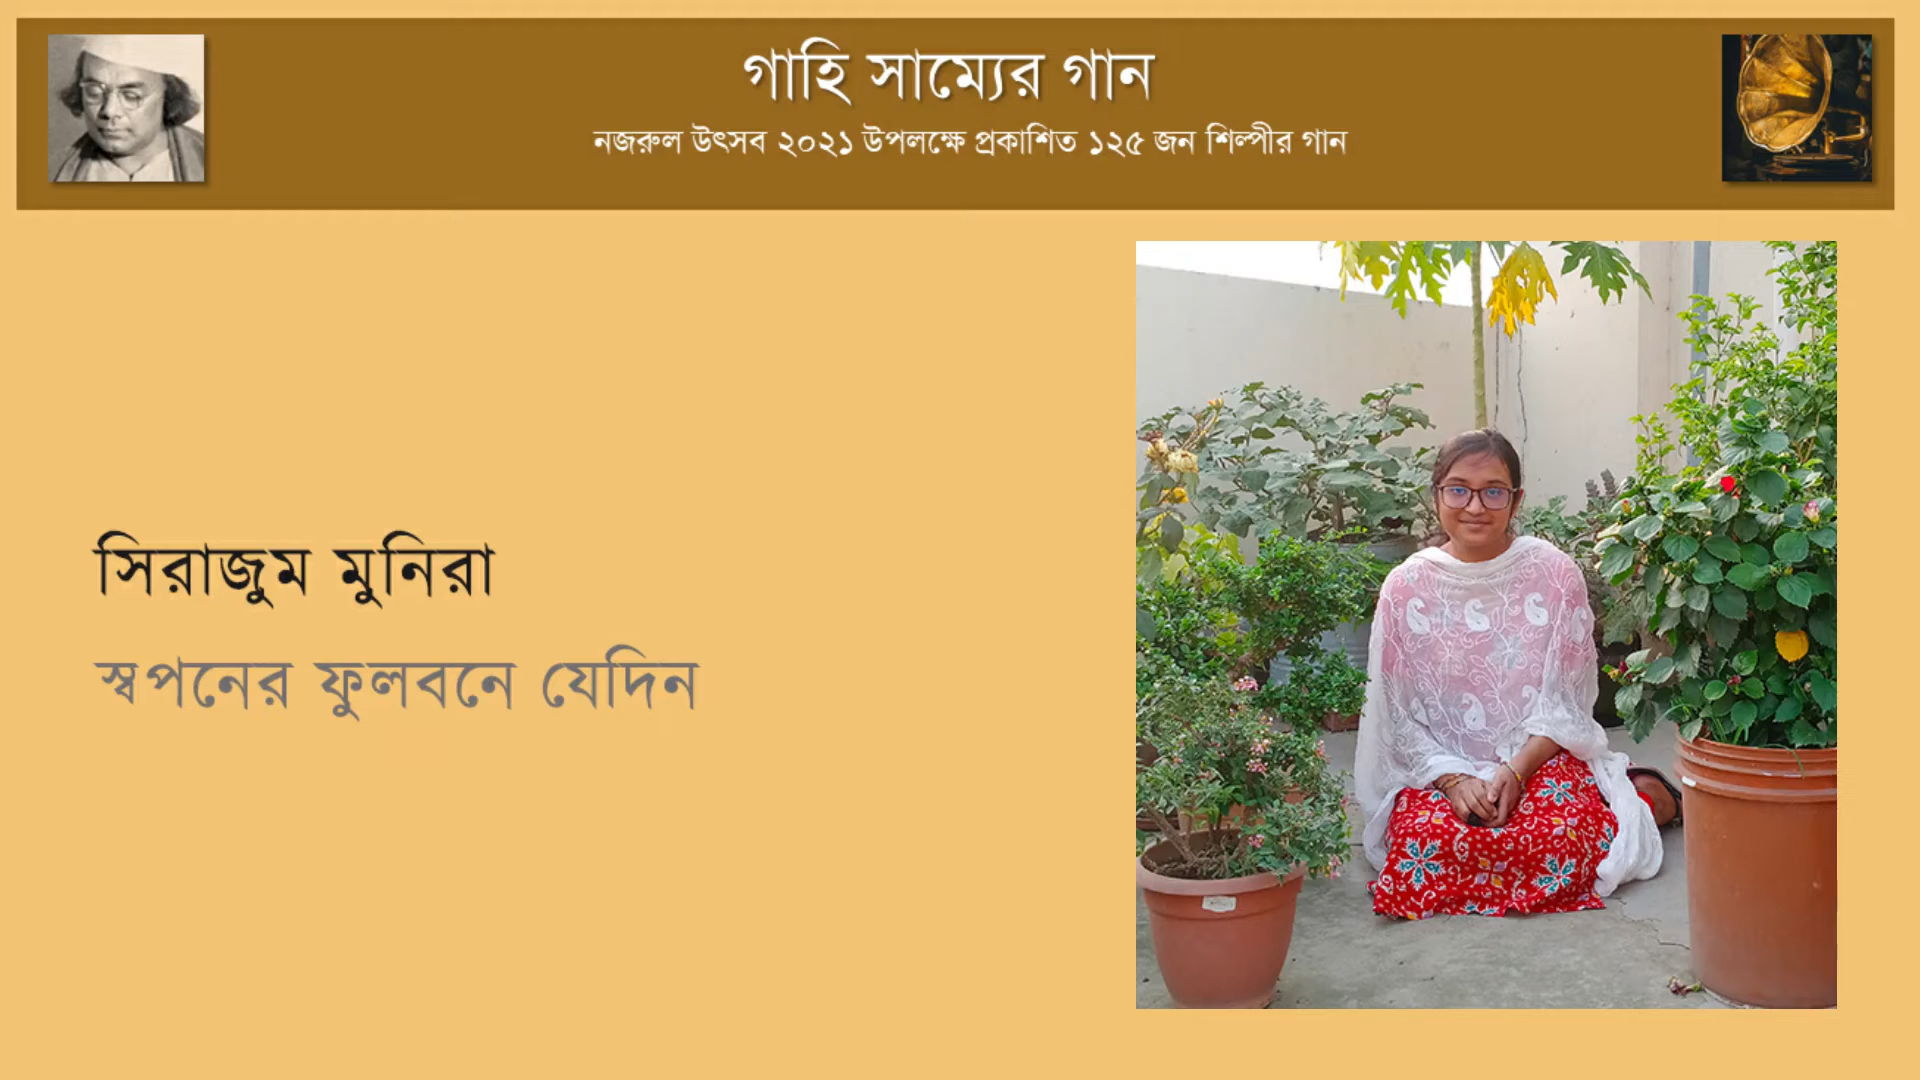 গাহি সাম্যের গান
নজরুল উৎসব ২০২১ উপলক্ষে প্রকাশিত ১২৫ জন শিল্পীর গান
সিরাজুম মুনিরা
স্বপনের ফুলবনে যেদিন